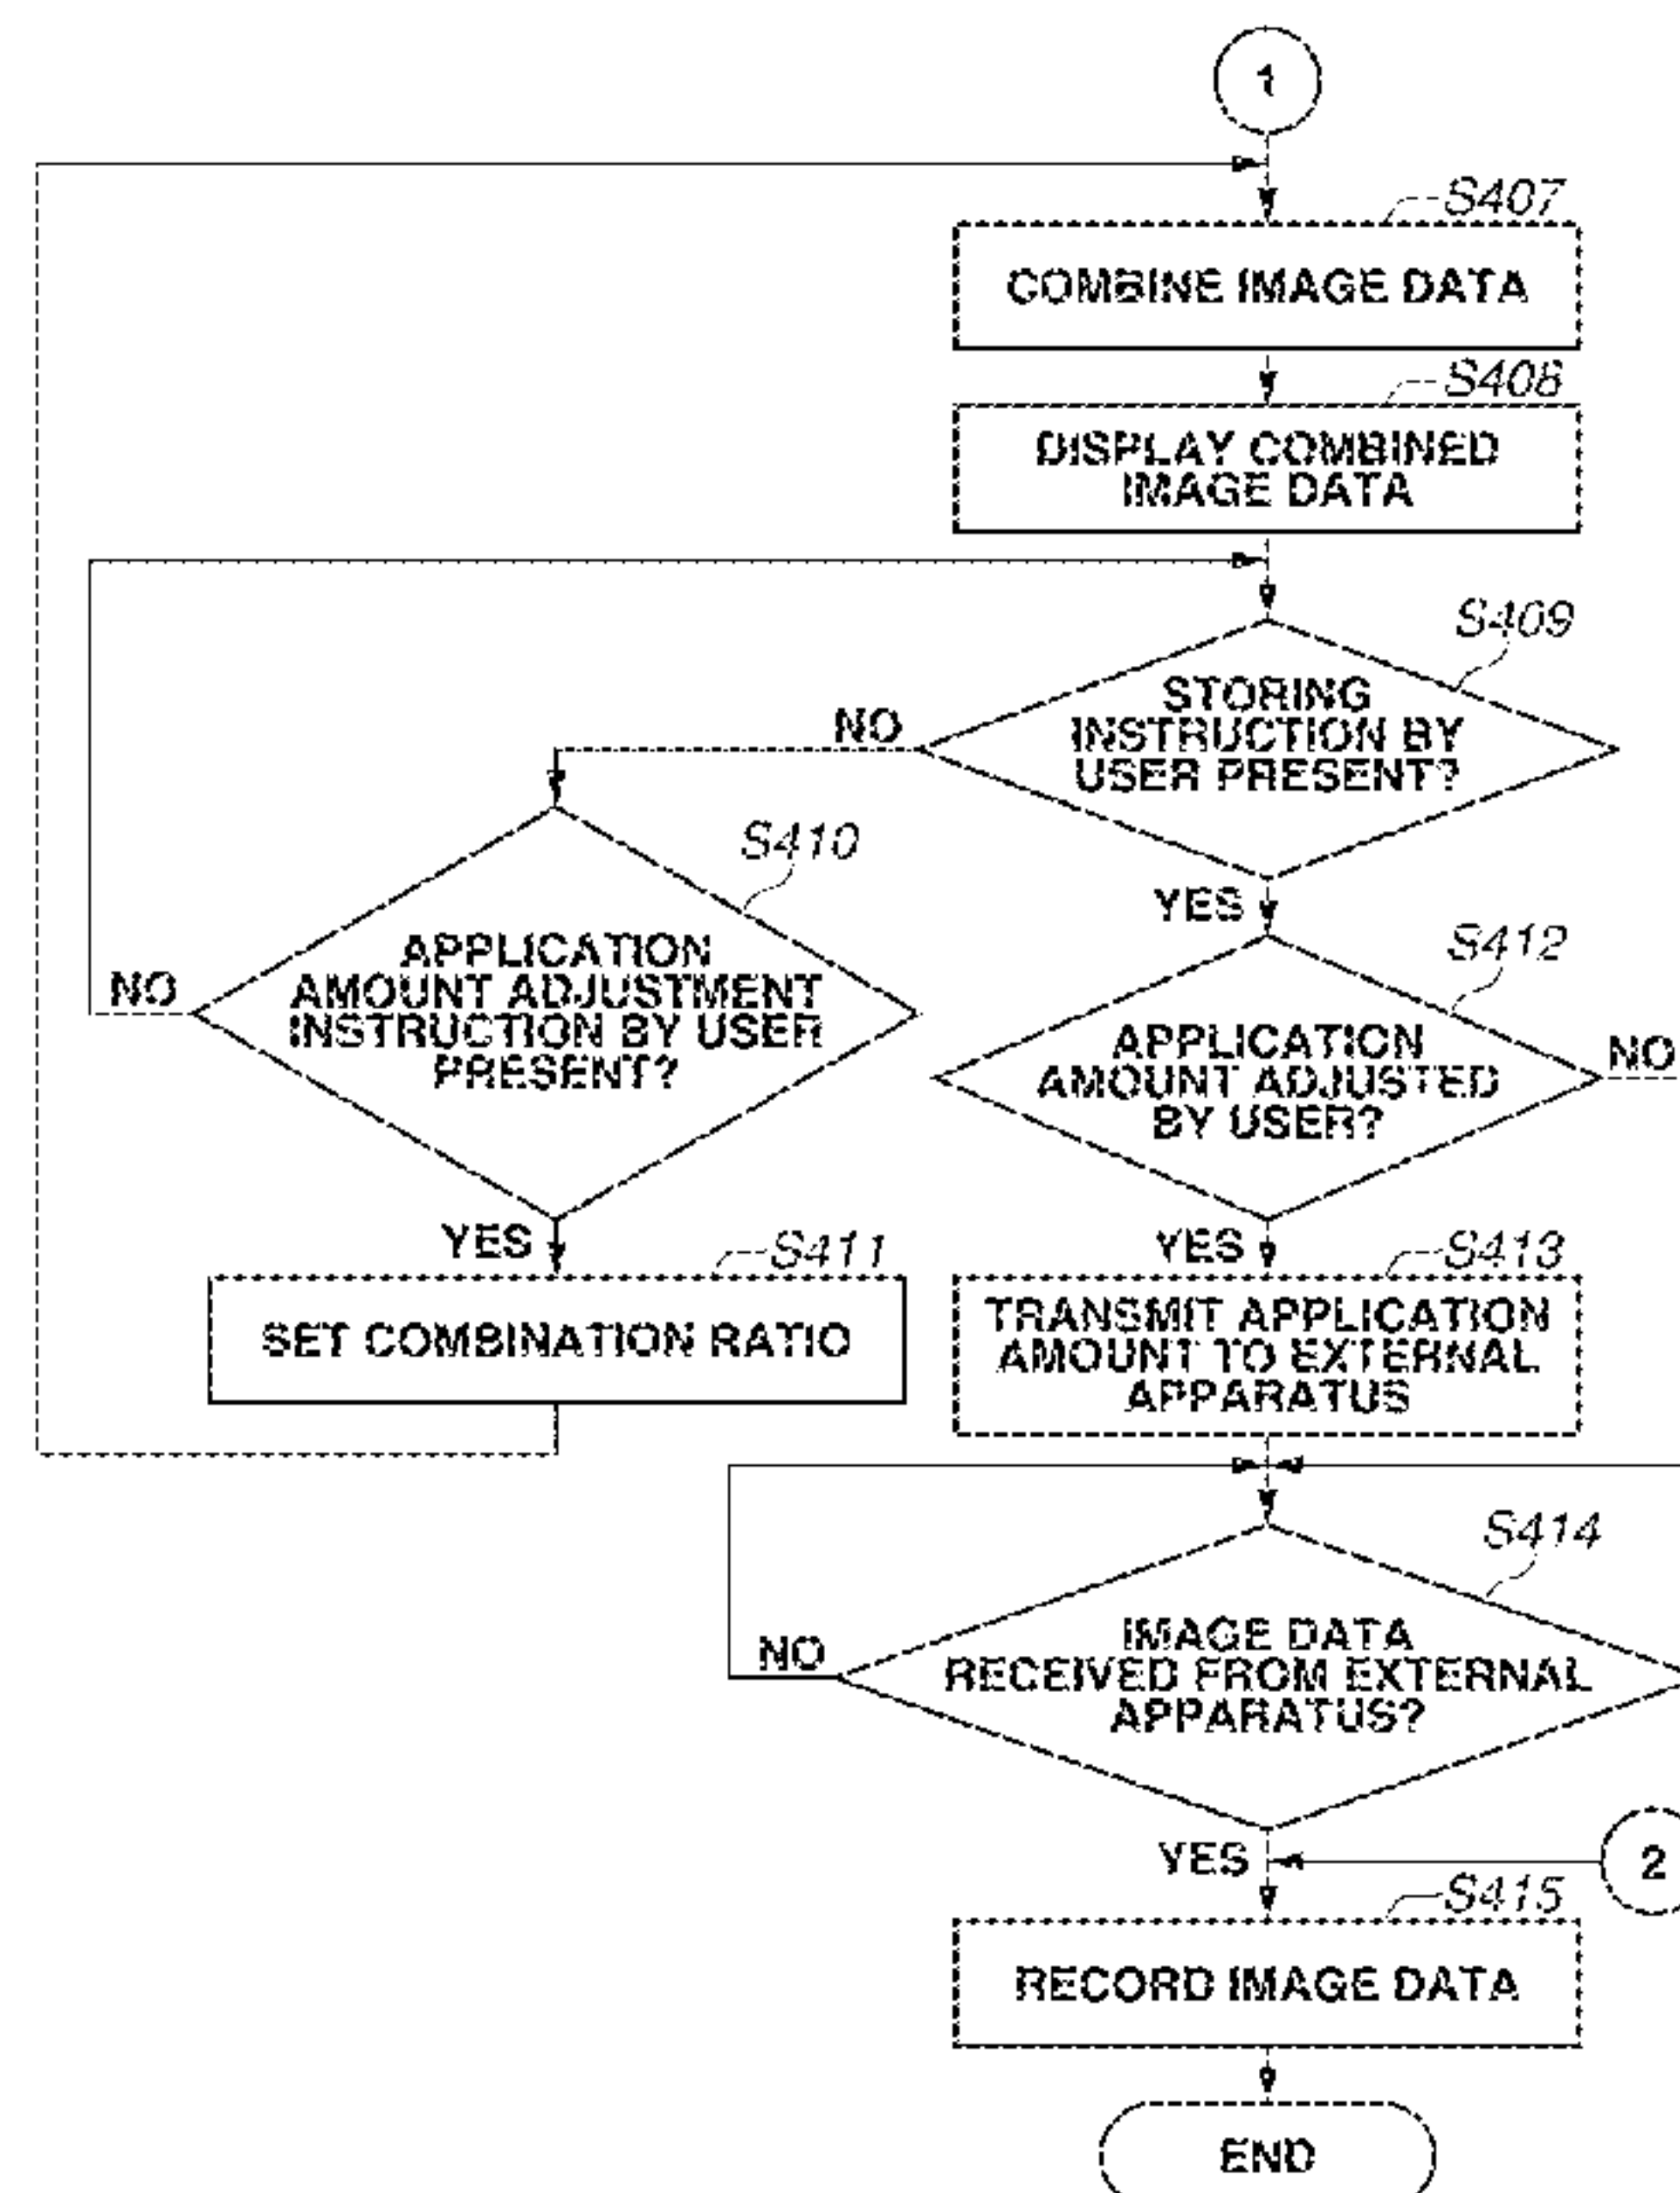 1
S407
COMBINE IMAGE DATA
S408
DISPLAY COMBINED
IMAGE DATA
S409
STORING
INSTRUCTION BY
USER PRESENT?
NO
YES
S410
APPLICATION
AMOUNT ADJUSTMENT
INSTRUCTION BY USER
PRESENT?
NO
YES
S411
SET COMBINATION RATIO
S412
APPLICATION
AMOUNT ADJUSTED
BY USER?
NO
YES
S413
TRANSMIT APPLICATION
AMOUNT TO EXTERNAL
APPARATUS
S414
IMAGE DATA
RECEIVED FROM EXTERNAL
APPARATUS?
NO
YES
2
S415
RECORD IMAGE DATA
END